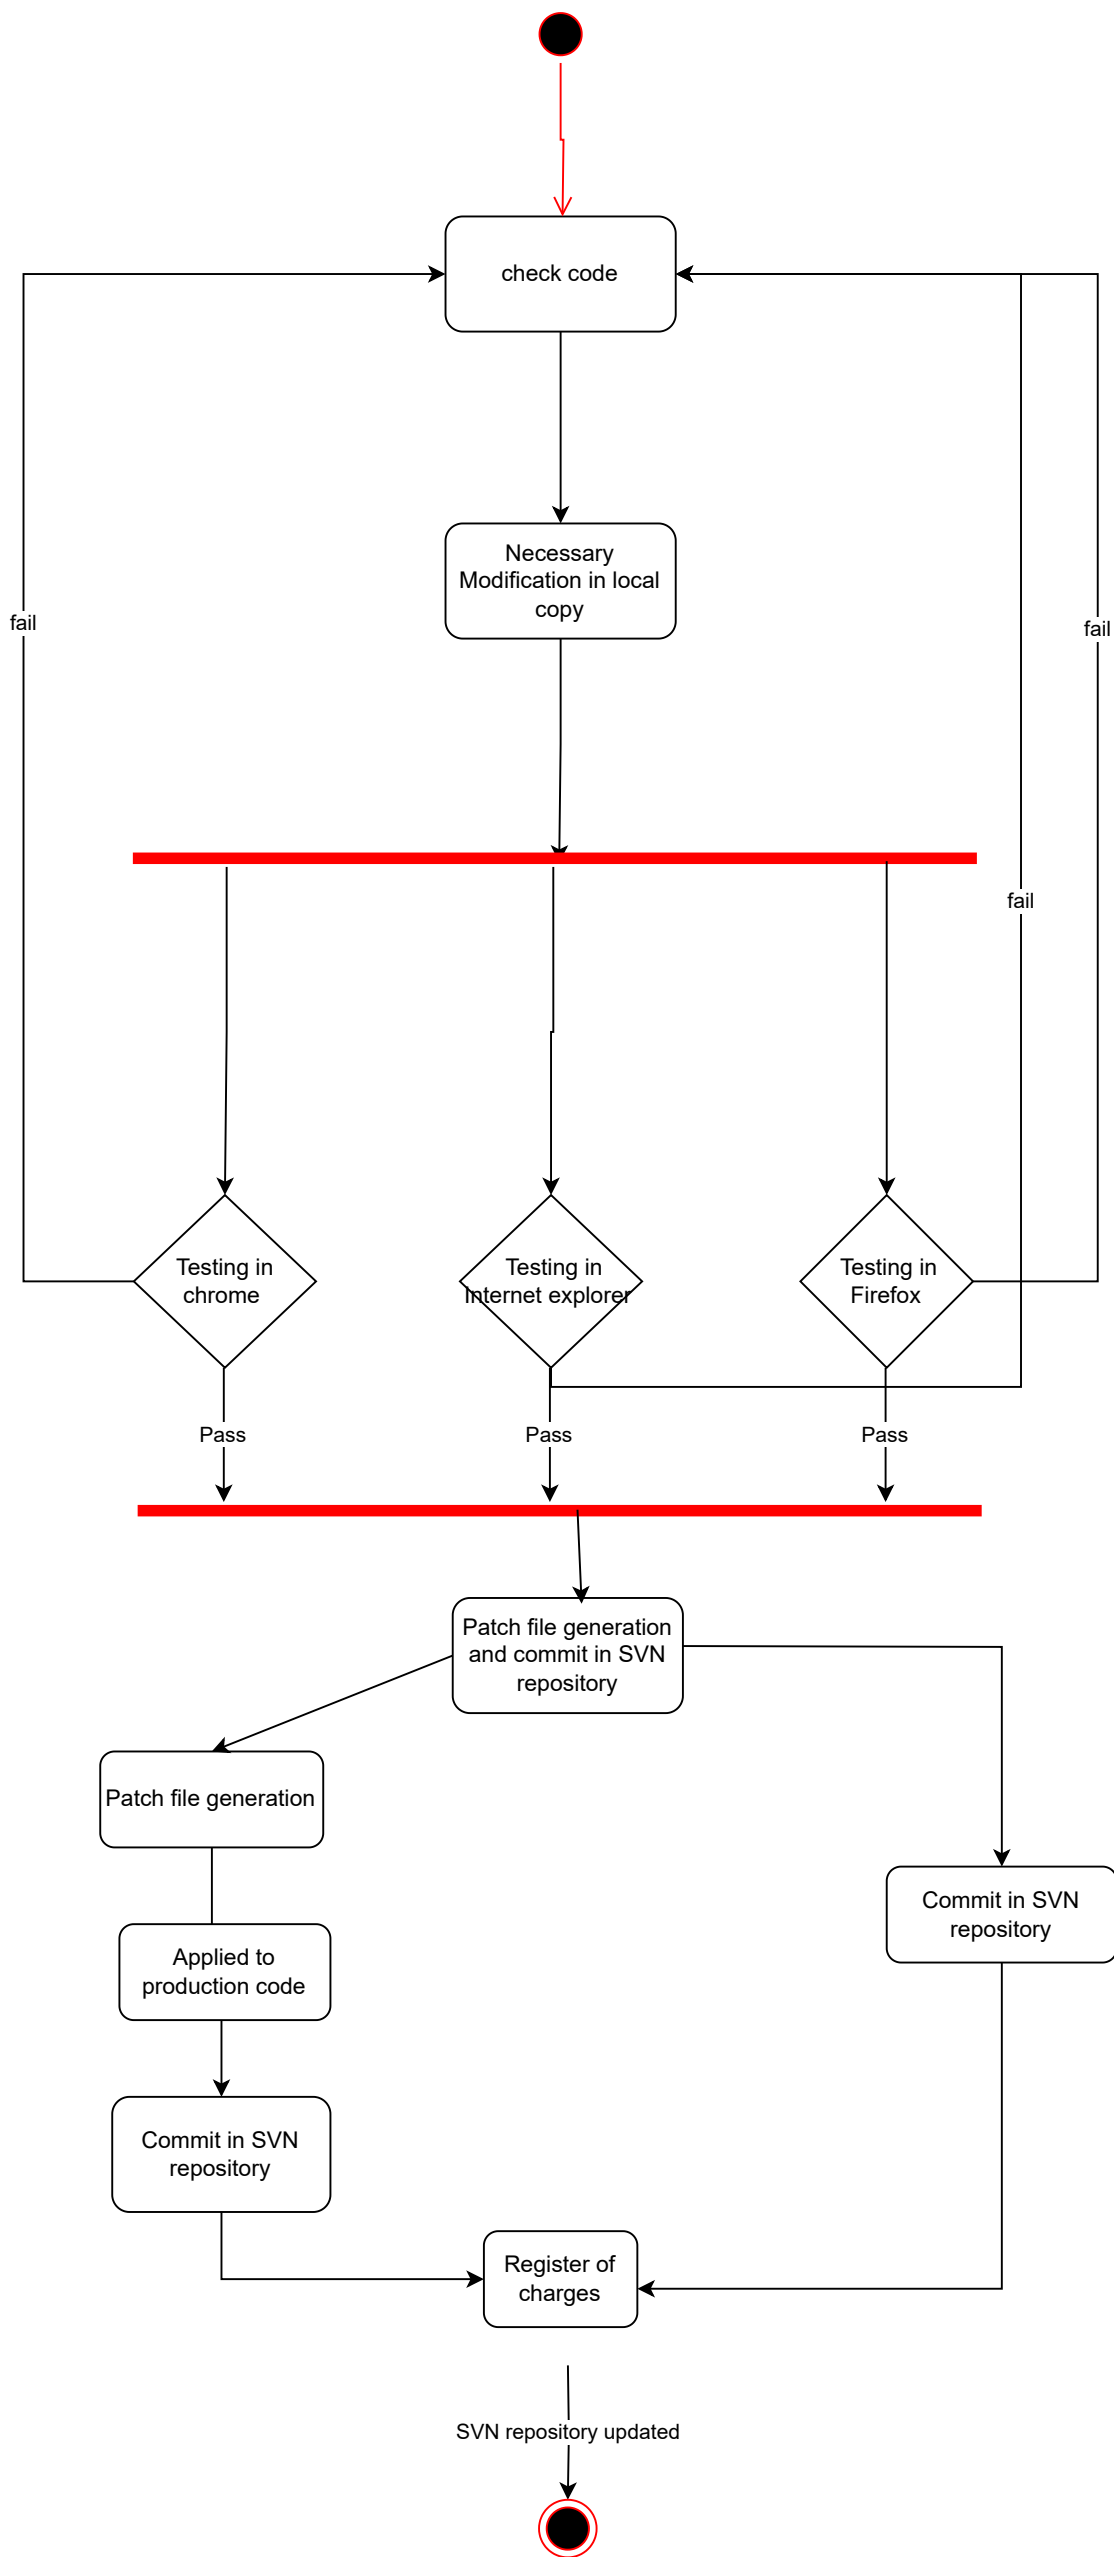 check code
Necessary
Modification in local
copy
fail
fail
fail
Testing in
chrome
Testing in
Internet explorer
Testing in
Firefox
Pass
Pass
Pass
Patch file generation
and commit in SVN
repository
Patch file generation
Commit in SVN
repository
Applied to
production code
Commit in SVN
repository
Register of
charges
SVN repository updated